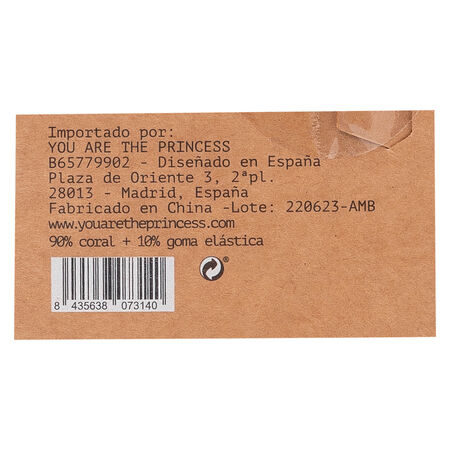 Importado por:
YOU ARE THE PRINCESS
B65779902 - Diseñado en España
Plaza de Oriente 3, 2ªpl.
28013 - Madrid, España
Fabricado en China -Lote: 220623-AMB
www.youaretheprincess.com
90% coral + 10% goma elástica
®
8 435638 073140